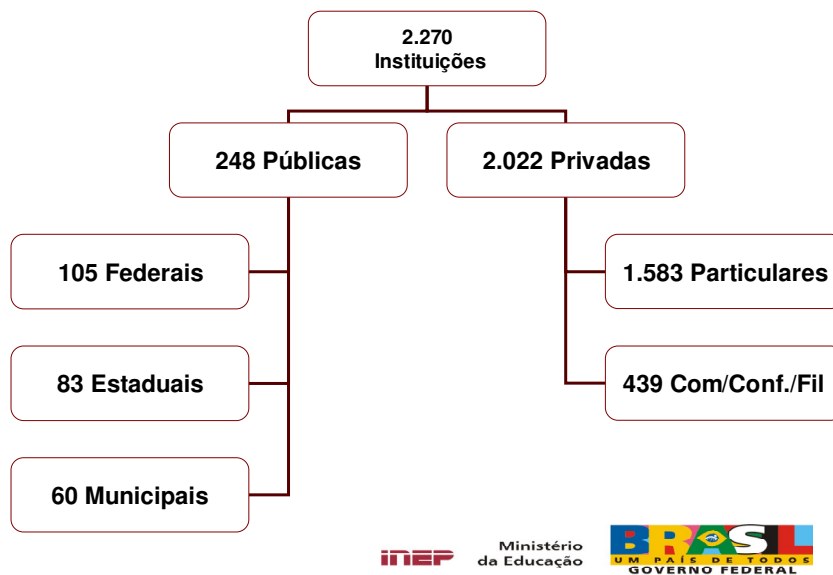 2.270
Instituições
248 Públicas
2.022 Privadas
105 Federais
1.583 Particulares
83 Estaduais
439 Com/Conf./Fil
60 Municipais
inep
Ministério
da Educação
BRASIL
UM PAÍS DE TODOS
GOVERNO FEDERAL